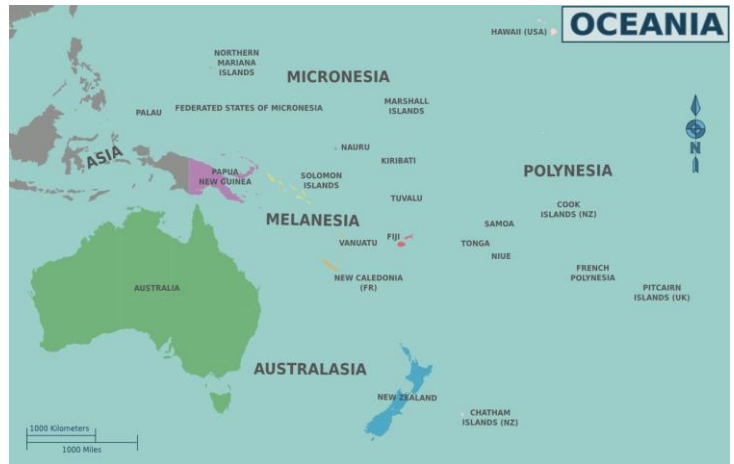 OCEANIA
HAWAII (USA)
NORTHERN
MARIANA
ISLANDS
MICRONESIA
PALAU
FEDERATED STATES OF MICRONESIA
MARSHALL
ISLANDS
N
NAURU
KIRIBATI
ASIA
PAPUA
NEW GUINEA
SOLOMON
ISLANDS
POLYNESIA
TUVALU
COOK
ISLANDS (NZ)
MELANESIA
SAMOA
FIJI
VANUATU
TONGA
NIUE
FRENCH
POLYNESIA
NEW CALEDONIA
(FR)
AUSTRALIA
PITCAIRN
ISLANDS (UK)
AUSTRALASIA
NEW ZEALAND
CHATHAM
ISLANDS (NZ)
1000 Kilometers
1000 Miles